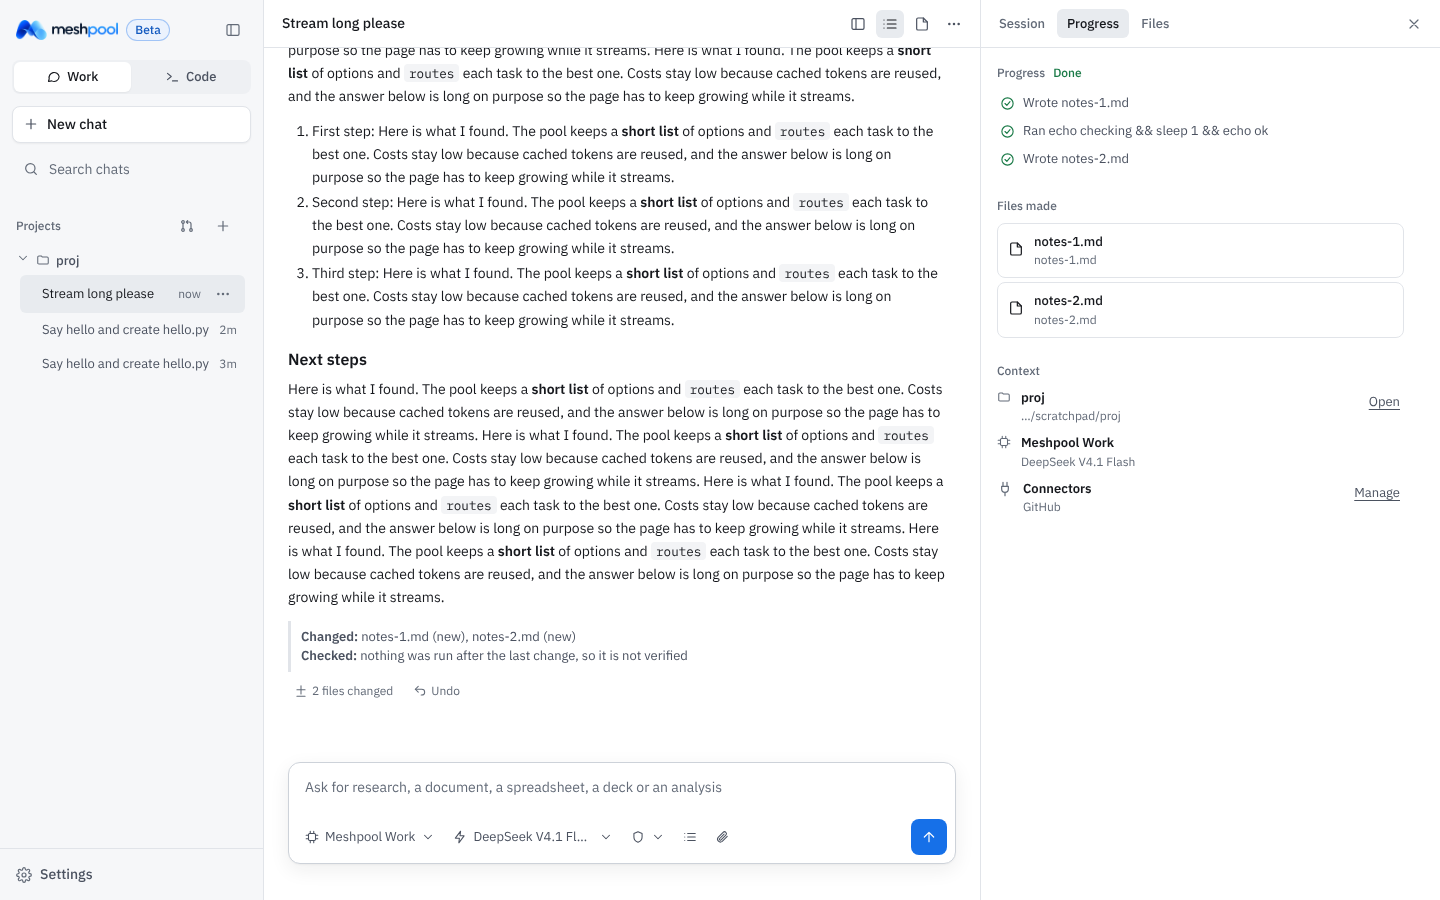 meshpool
Beta
Work
Code
New chat
Search chats
Projects
proj
Stream long please
now
Say hello and create hello.py
2m
Say hello and create hello.py
3m
Settings
Stream long please
purpose so the page has to keep growing while it streams. Here is what I found. The pool keeps a short
list of options and routes each task to the best one. Costs stay low because cached tokens are reused,
and the answer below is long on purpose so the page has to keep growing while it streams.
1. First step: Here is what I found. The pool keeps a short list of options and routes each task to the
best one. Costs stay low because cached tokens are reused, and the answer below is long on
purpose so the page has to keep growing while it streams.
2. Second step: Here is what I found. The pool keeps a short list of options and routes each task to
the best one. Costs stay low because cached tokens are reused, and the answer below is long on
purpose so the page has to keep growing while it streams.
3. Third step: Here is what I found. The pool keeps a short list of options and routes each task to the
best one. Costs stay low because cached tokens are reused, and the answer below is long on
purpose so the page has to keep growing while it streams.
Next steps
Here is what I found. The pool keeps a short list of options and routes each task to the best one. Costs
stay low because cached tokens are reused, and the answer below is long on purpose so the page has to
keep growing while it streams. Here is what I found. The pool keeps a short list of options and routes
each task to the best one. Costs stay low because cached tokens are reused, and the answer below is
long on purpose so the page has to keep growing while it streams. Here is what I found. The pool keeps a
short list of options and routes each task to the best one. Costs stay low because cached tokens are
reused, and the answer below is long on purpose so the page has to keep growing while it streams. Here
is what I found. The pool keeps a short list of options and routes each task to the best one. Costs stay
low because cached tokens are reused, and the answer below is long on purpose so the page has to keep
growing while it streams.
Changed: notes-1.md (new), notes-2.md (new)
Checked: nothing was run after the last change, so it is not verified
2 files changed
Undo
Ask for research, a document, a spreadsheet, a deck or an analysis
Meshpool Work
DeepSeek V4.1 Fl...
Session
Progress
Files
Progress Done
Wrote notes-1.md
Ran echo checking && sleep 1 && echo ok
Wrote notes-2.md
Files made
notes-1.md
notes-1.md
notes-2.md
notes-2.md
Context
proj
.../scratchpad/proj
Open
Meshpool Work
DeepSeek V4.1 Flash
Connectors
GitHub
Manage